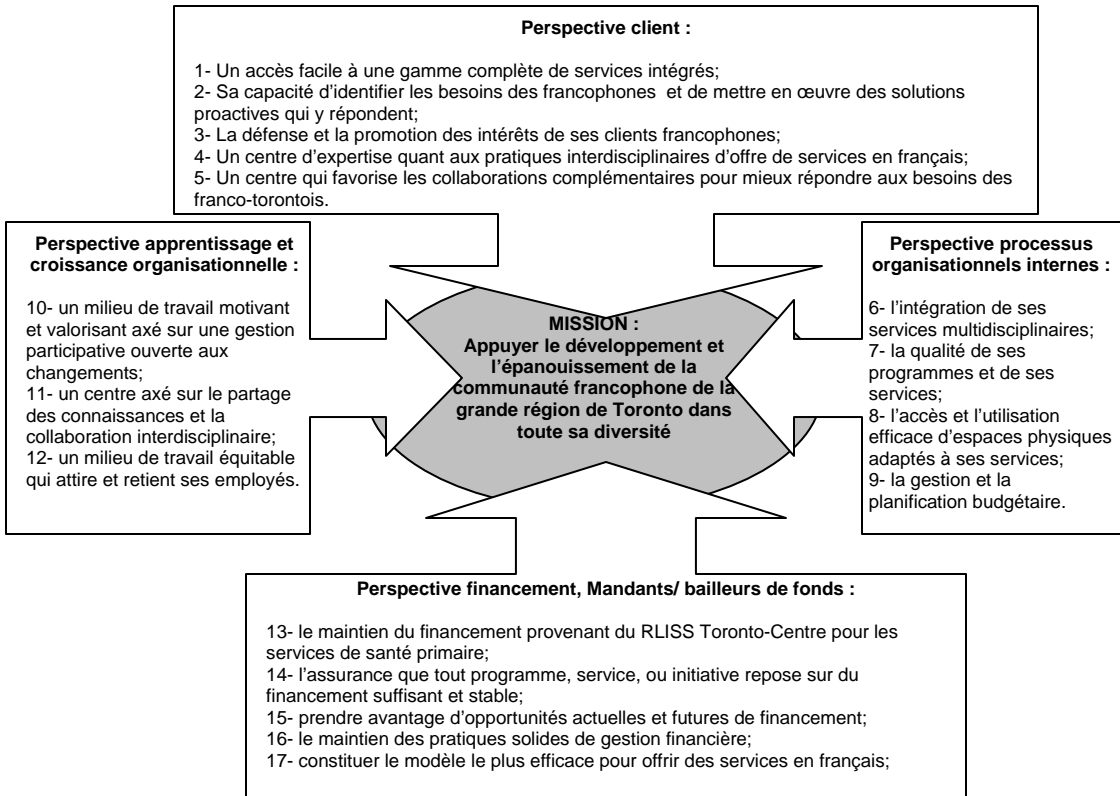 Perspective client :
1- Un accès facile à une gamme complète de services intégrés;
2- Sa capacité d'identifier les besoins des francophones et de mettre en œuvre des solutions
proactives qui y répondent;
3- La défense et la promotion des intérêts de ses clients francophones;
4- Un centre d'expertise quant aux pratiques interdisciplinaires d'offre de services en français;
5- Un centre qui favorise les collaborations complémentaires pour mieux répondre aux besoins des
franco-torontois.
Perspective apprentissage et
croissance organisationnelle :
10- un milieu de travail motivant
et valorisant axé sur une gestion
participative ouverte aux
changements;
11- un centre axé sur le partage
des connaissances et la
collaboration interdisciplinaire;
12- un milieu de travail équitable
qui attire et retient ses employés.
MISSION :
Appuyer le développement et
l'épanouissement de la
communauté francophone de la
grande région de Toronto dans
toute sa diversité
Perspective processus
organisationnels internes :
6- l'intégration de ses
services multidisciplinaires;
7- la qualité de ses
programmes et de ses
services;
8- l'accès et l'utilisation
efficace d'espaces physiques
adaptés à ses services;
9- la gestion et la
planification budgétaire.
Perspective financement, Mandants/ bailleurs de fonds :
13- le maintien du financement provenant du RLISS Toronto-Centre pour les
services de santé primaire;
14- l'assurance que tout programme, service, ou initiative repose sur du
financement suffisant et stable;
15- prendre avantage d'opportunités actuelles et futures de financement;
16- le maintien des pratiques solides de gestion financière;
17- constituer le modèle le plus efficace pour offrir des services en français;